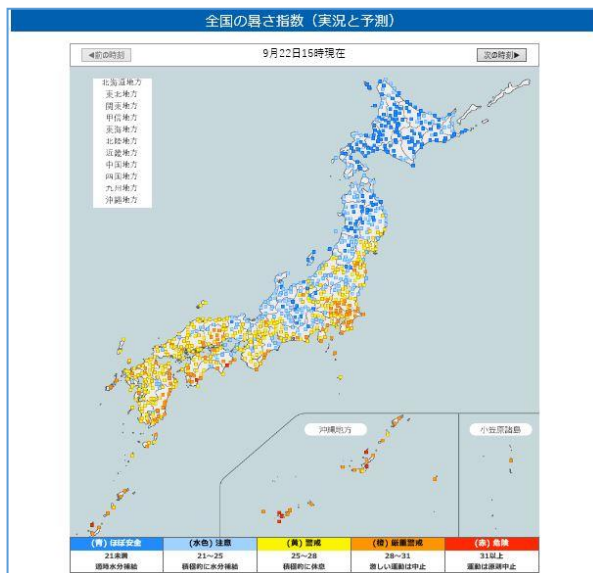 全国の暑さ指数（実況と予測）
◀前の時刻
9月22日15時現在
次の時刻▶
北海道地方
東北地方
関東地方
甲信地方
東海地方
北陸地方
近畿地方
中国地方
四国地方
九州地方
沖縄地方
沖縄地方
小笠原諸島
(青) ほぼ安全
(水色) 注意
(黄) 警戒
(橙) 厳重警戒
(赤) 危険
21未満
21～25
25～28
28～31
31以上
適時水分補給
積極的に水分補給
積極的に休息
激しい運動は中止
運動は原則中止